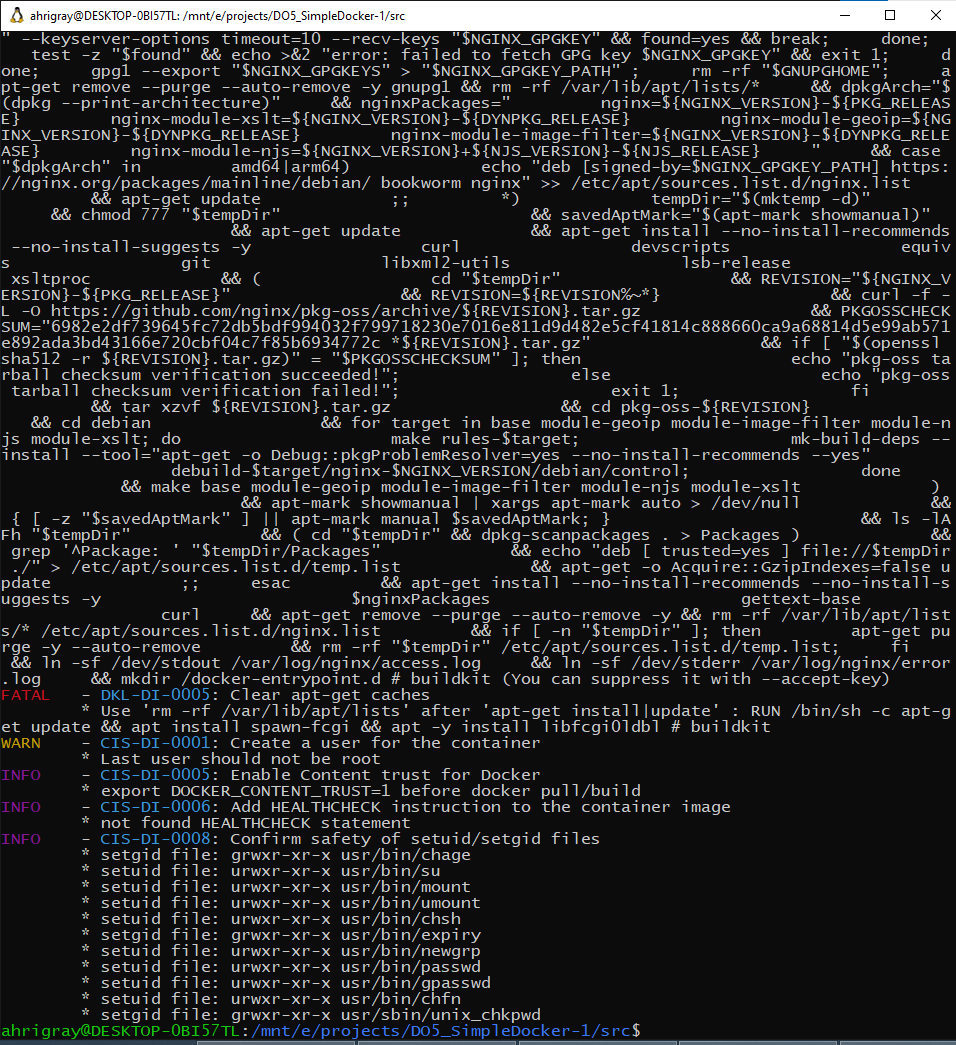 ahrigray@DESKTOP-0BI57TL: /mnt/e/projects/DO5_SimpleDocker-1/src
" --keyserver-options timeout=10 --recv-keys "$NGINX_GPGKEY" && found=yes && break;      done;
   test -z "$found" && echo >&2 "error: failed to fetch GPG key $NGINX_GPGKEY" && exit 1;     d
one;     gpg1 --export "$NGINX_GPGKEYS" > "$NGINX_GPGKEY_PATH" ;     rm -rf "$GNUPGHOME";     a
pt-get remove --purge --auto-remove -y gnupg1 && rm -rf /var/lib/apt/lists/*     && dpkgArch="$
(dpkg --print-architecture)"     && nginxPackages="         nginx=${NGINX_VERSION}-${PKG_RELEAS
E}         nginx-module-xslt=${NGINX_VERSION}-${DYNPKG_RELEASE}         nginx-module-geoip=${NG
INX_VERSION}-${DYNPKG_RELEASE}         nginx-module-image-filter=${NGINX_VERSION}-${DYNPKG_RELE
ASE}         nginx-module-njs=${NGINX_VERSION}+${NJS_VERSION}-${NJS_RELEASE}     "     && case
"$dpkgArch" in         amd64|arm64)             echo "deb [signed-by=$NGINX_GPGKEY_PATH] https:
//nginx.org/packages/mainline/debian/ bookworm nginx" >> /etc/apt/sources.list.d/nginx.list
         && apt-get update             ;;         *)             tempDir="$(mktemp -d)"
     && chmod 777 "$tempDir"                         && savedAptMark="$(apt-mark showmanual)"
                       && apt-get update             && apt-get install --no-install-recommends
 --no-install-suggests -y                 curl                 devscripts                 equiv
s                 git                 libxml2-utils                 lsb-release
 xsltproc             && (                 cd "$tempDir"                 && REVISION="${NGINX_V
ERSION}-${PKG_RELEASE}"                 && REVISION=${REVISION%~*}                 && curl -f -
L -O https://github.com/nginx/pkg-oss/archive/${REVISION}.tar.gz                 && PKGOSSCHECK
SUM="6982e2df739645fc72db5bdf994032f799718230e7016e811d9d482e5cf41814c888660ca9a68814d5e99ab571
e892ada3bd43166e720cbf04c7f85b6934772c *${REVISION}.tar.gz"                 && if [ "$(openssl
sha512 -r ${REVISION}.tar.gz)" = "$PKGOSSCHECKSUM" ]; then                     echo "pkg-oss ta
rball checksum verification succeeded!";                 else                     echo "pkg-oss
 tarball checksum verification failed!";                     exit 1;                 fi
         && tar xzvf ${REVISION}.tar.gz                 && cd pkg-oss-${REVISION}
   && cd debian                 && for target in base module-geoip module-image-filter module-n
js module-xslt; do                     make rules-$target;                     mk-build-deps --
install --tool="apt-get -o Debug::pkgProblemResolver=yes --no-install-recommends --yes"
                 debuild-$target/nginx-$NGINX_VERSION/debian/control;                 done
            && make base module-geoip module-image-filter module-njs module-xslt             )
                        && apt-mark showmanual | xargs apt-mark auto > /dev/null             &&
 { [ -z "$savedAptMark" ] || apt-mark manual $savedAptMark; }                         && ls -lA
Fh "$tempDir"             && ( cd "$tempDir" && dpkg-scanpackages . > Packages )             &&
 grep '^Package: ' "$tempDir/Packages"             && echo "deb [ trusted=yes ] file://$tempDir
 ./" > /etc/apt/sources.list.d/temp.list             && apt-get -o Acquire::GzipIndexes=false u
pdate             ;;     esac         && apt-get install --no-install-recommends --no-install-s
uggests -y                         $nginxPackages                         gettext-base
                curl     && apt-get remove --purge --auto-remove -y && rm -rf /var/lib/apt/list
s/* /etc/apt/sources.list.d/nginx.list         && if [ -n "$tempDir" ]; then         apt-get pu
rge -y --auto-remove         && rm -rf "$tempDir" /etc/apt/sources.list.d/temp.list;     fi
 && ln -sf /dev/stdout /var/log/nginx/access.log     && ln -sf /dev/stderr /var/log/nginx/error
.log     && mkdir /docker-entrypoint.d # buildkit (You can suppress it with --accept-key)
FATAL   - DKL-DI-0005: Clear apt-get caches
        * Use 'rm -rf /var/lib/apt/lists' after 'apt-get install|update' : RUN /bin/sh -c apt-g
et update && apt install spawn-fcgi && apt -y install libfcgi0ldbl # buildkit
WARN    - CIS-DI-0001: Create a user for the container
        * Last user should not be root
INFO    - CIS-DI-0005: Enable Content trust for Docker
        * export DOCKER_CONTENT_TRUST=1 before docker pull/build
INFO    - CIS-DI-0006: Add HEALTHCHECK instruction to the container image
        * not found HEALTHCHECK statement
INFO    - CIS-DI-0008: Confirm safety of setuid/setgid files
        * setgid file: grwxr-xr-x usr/bin/chage
        * setuid file: urwxr-xr-x usr/bin/su
        * setuid file: urwxr-xr-x usr/bin/mount
        * setuid file: urwxr-xr-x usr/bin/umount
        * setuid file: urwxr-xr-x usr/bin/chsh
        * setgid file: grwxr-xr-x usr/bin/expiry
        * setuid file: urwxr-xr-x usr/bin/newgrp
        * setuid file: urwxr-xr-x usr/bin/passwd
        * setuid file: urwxr-xr-x usr/bin/gpasswd
        * setuid file: urwxr-xr-x usr/bin/chfn
        * setgid file: grwxr-xr-x usr/sbin/unix_chkpwd
ahrigray@DESKTOP-0BI57TL:/mnt/e/projects/DO5_SimpleDocker-1/src$